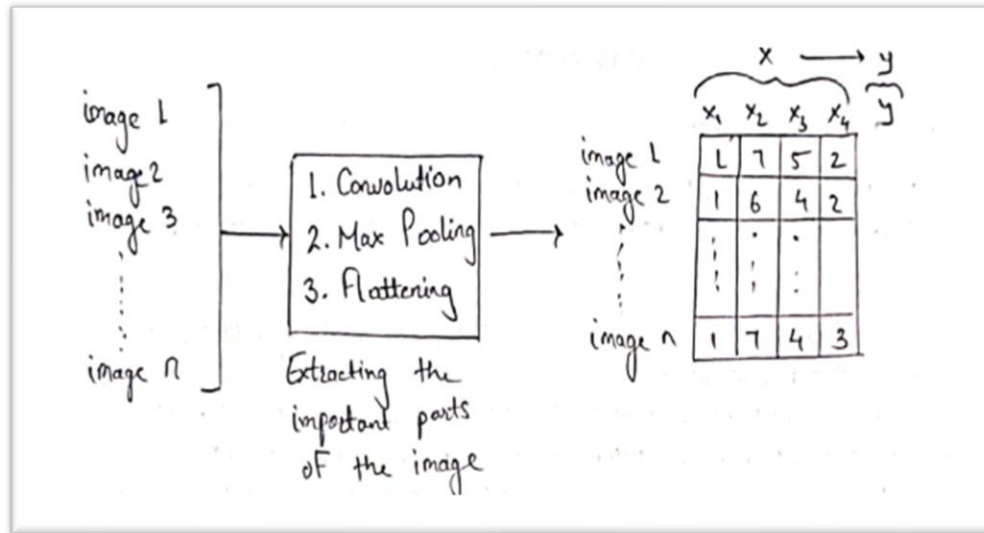 image 1
image 2
image 3
image n
1. Convolution
2. Max Pooling
3. Flattening
Extracting the
important parts
of the image
x → y
x₁ x₂ x₃ x₄ y
image 1 1 7 5 2
image 2 1 6 4 2
image n 1 7 4 3